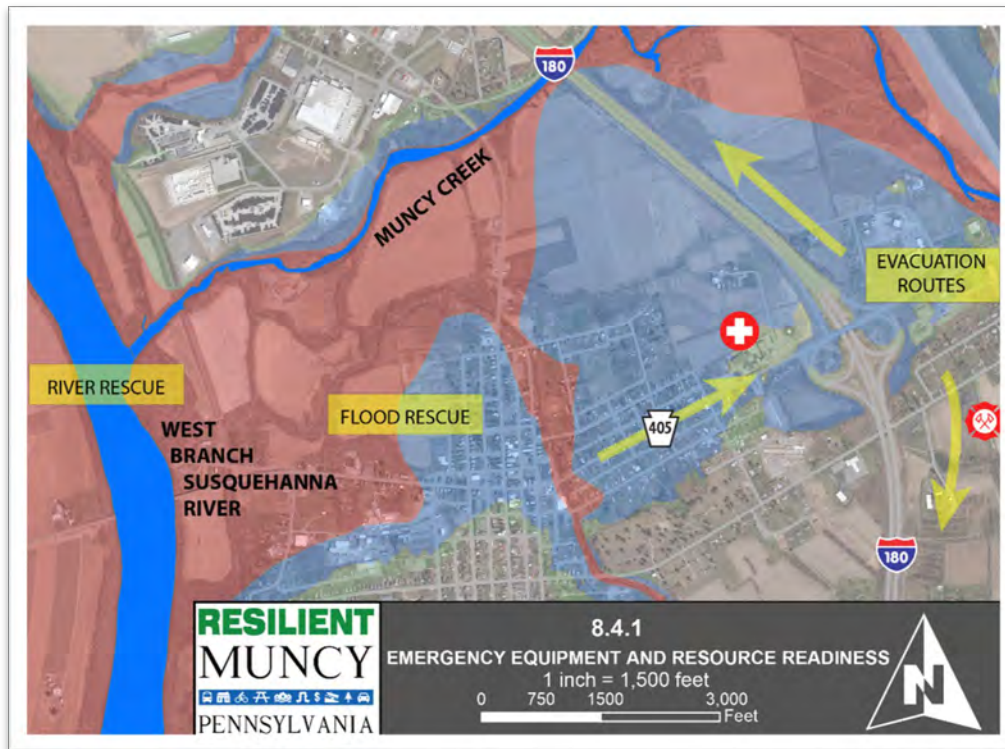 180
MUNCY CREEK
EVACUATION
ROUTES
RIVER RESCUE
FLOOD RESCUE
405
WEST
BRANCH
SUSQUEHANNA
RIVER
180
RESILIENT
MUNCY
PENNSYLVANIA
8.4.1
EMERGENCY EQUIPMENT AND RESOURCE READINESS
1 inch = 1,500 feet
0 750 1500 3,000
Feet
N